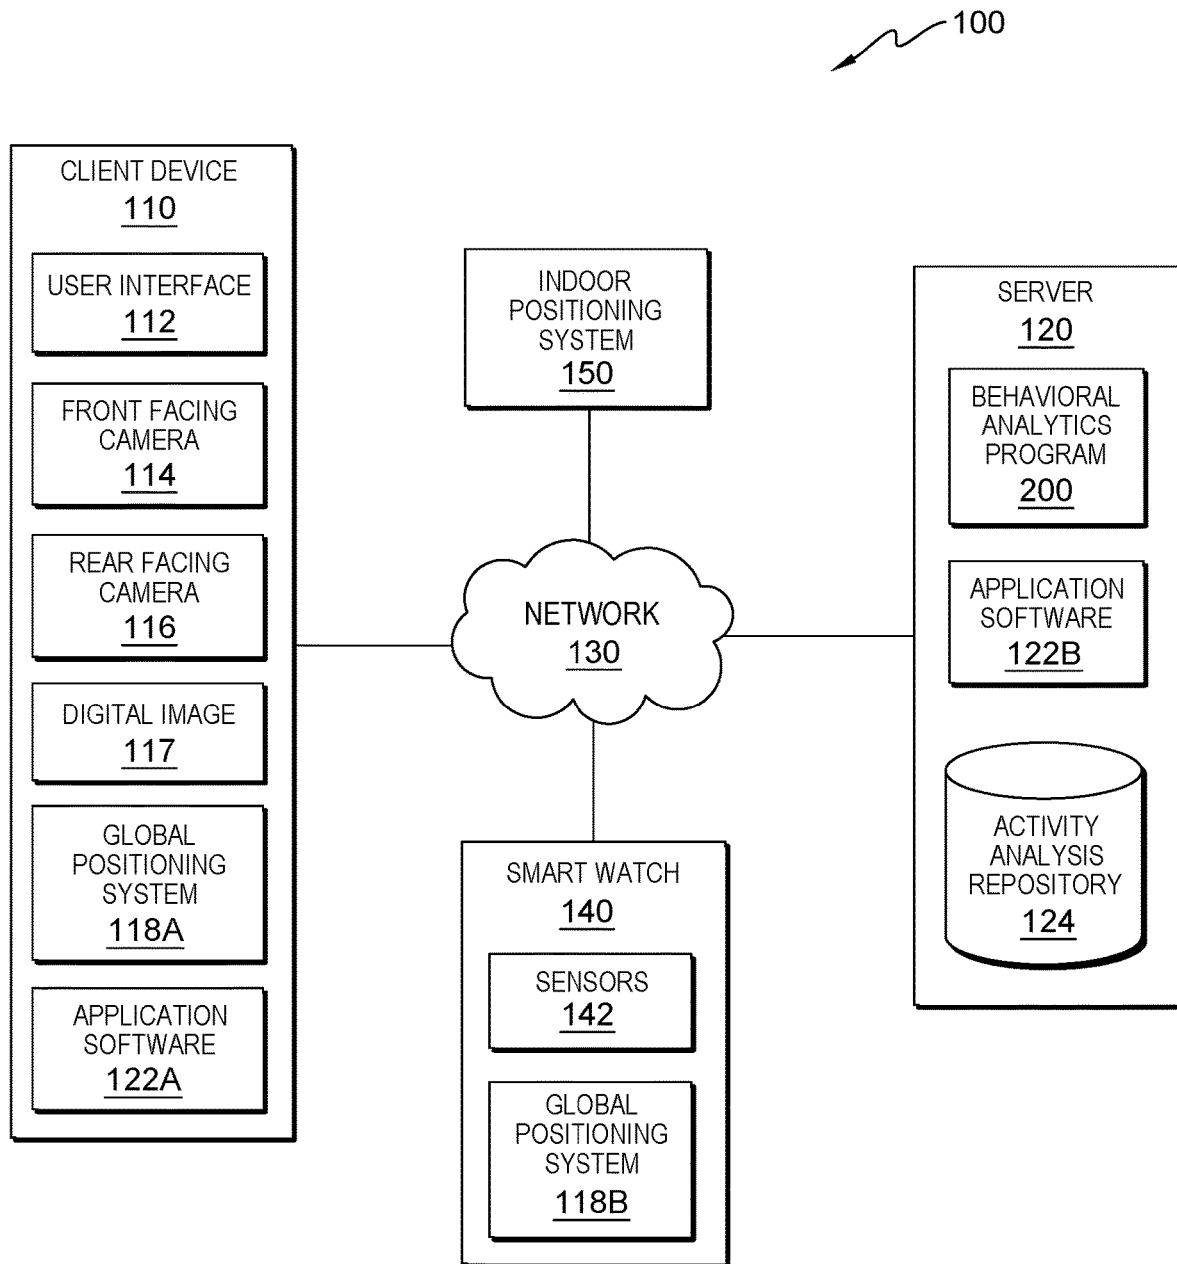 100
CLIENT DEVICE
110
USER INTERFACE
112
FRONT FACING
CAMERA
114
REAR FACING
CAMERA
116
DIGITAL IMAGE
117
GLOBAL
POSITIONING
SYSTEM
118A
APPLICATION
SOFTWARE
122A
INDOOR
POSITIONING
SYSTEM
150
NETWORK
130
SMART WATCH
140
SENSORS
142
GLOBAL
POSITIONING
SYSTEM
118B
SERVER
120
BEHAVIORAL
ANALYTICS
PROGRAM
200
APPLICATION
SOFTWARE
122B
ACTIVITY
ANALYSIS
REPOSITORY
124